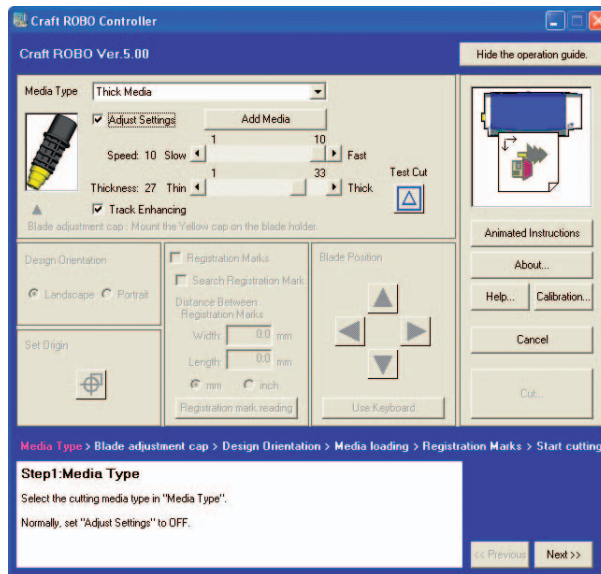 Craft ROBO Controller
Craft ROBO Ver.5.00
Hide the operation guide.
Media Type
Thick Media
Adjust Settings
Add Media
1 10
Speed: 10 Slow Fast
1 33
Thickness: 27 Thin Thick
Test Cut
Track Enhancing
Blade adjustment cap : Mount the Yellow cap on the blade holder.
Animated Instructions
About...
Help... Calibration...
Cancel
Cut...
Design Orientation
Landscape Portrait
Set Origin
Registration Marks
Search Registration Mark
Distance Between
Registration Marks
Width: 0.0 mm
Length: 0.0 mm
mm inch
Registration mark reading
Blade Position
Use Keyboard
Media Type > Blade adjustment cap > Design Orientation > Media loading > Registration Marks > Start cutting
Step1:Media Type
Select the cutting media type in "Media Type".
Normally, set "Adjust Settings" to OFF.
<< Previous Next >>